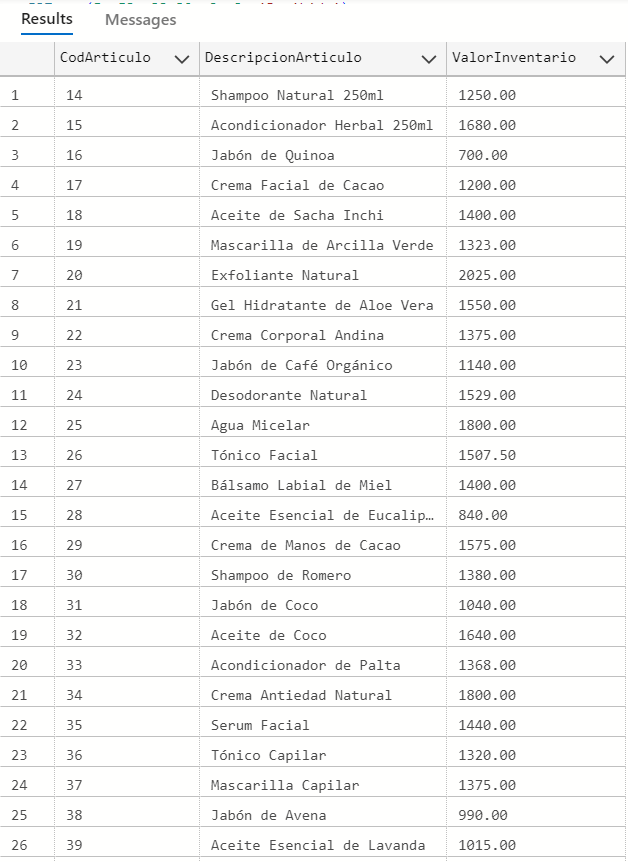 Results Messages
CodArticulo DescripcionArticulo ValorInventario
1 14 Shampoo Natural 250ml 1250.00
2 15 Acondicionador Herbal 250ml 1680.00
3 16 Jabón de Quinoa 700.00
4 17 Crema Facial de Cacao 1200.00
5 18 Aceite de Sacha Inchi 1400.00
6 19 Mascarilla de Arcilla Verde 1323.00
7 20 Exfoliante Natural 2025.00
8 21 Gel Hidratante de Aloe Vera 1550.00
9 22 Crema Corporal Andina 1375.00
10 23 Jabón de Café Orgánico 1140.00
11 24 Desodorante Natural 1529.00
12 25 Agua Micelar 1800.00
13 26 Tónico Facial 1507.50
14 27 Bálsamo Labial de Miel 1400.00
15 28 Aceite Esencial de Eucalip… 840.00
16 29 Crema de Manos de Cacao 1575.00
17 30 Shampoo de Romero 1380.00
18 31 Jabón de Coco 1040.00
19 32 Aceite de Coco 1640.00
20 33 Acondicionador de Palta 1368.00
21 34 Crema Antiedad Natural 1800.00
22 35 Serum Facial 1440.00
23 36 Tónico Capilar 1320.00
24 37 Mascarilla Capilar 1375.00
25 38 Jabón de Avena 990.00
26 39 Aceite Esencial de Lavanda 1015.00